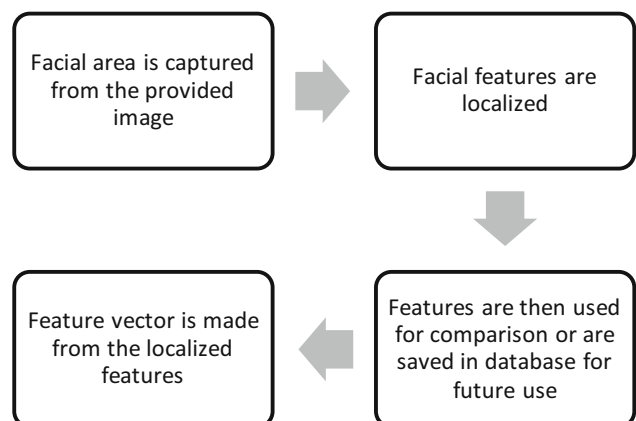 Facial area is captured
from the provided
image
Facial features are
localized
Features are then used
for comparison or are
saved in database for
future use
Feature vector is made
from the localized
features